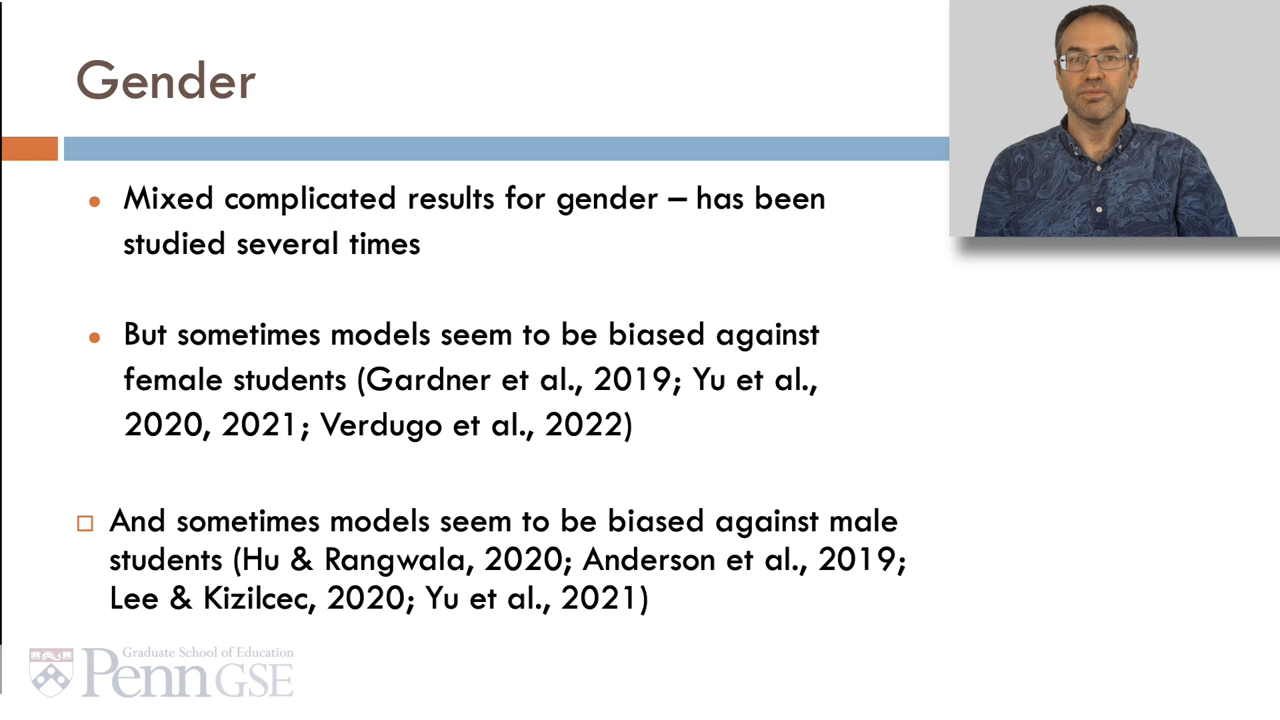 Gender
• Mixed complicated results for gender – has been
studied several times
• But sometimes models seem to be biased against
female students (Gardner et al., 2019; Yu et al.,
2020, 2021; Verdugo et al., 2022)
□ And sometimes models seem to be biased against male
students (Hu & Rangwala, 2020; Anderson et al., 2019;
Lee & Kizilcec, 2020; Yu et al., 2021)
Graduate School of Education
Penn GSE